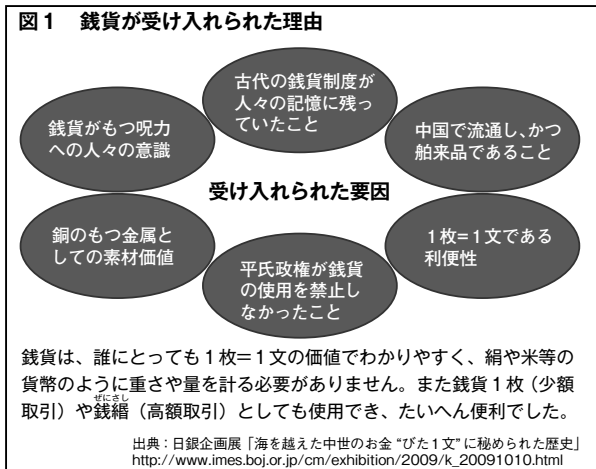 図1 銭貨が受け入れられた理由
古代の銭貨制度が
人々の記憶に残っ
ていたこと
銭貨がもつ呪力
への人々の意識
中国で流通し、かつ
舶来品であること
受け入れられた要因
銅のもつ金属と
しての素材価値
1枚=1文である
利便性
平氏政権が銭貨
の使用を禁止し
なかったこと
銭貨は、誰にとっても1枚=1文の価値でわかりやすく、絹や米等の
貨幣のように重さや量を計る必要がありません。また銭貨1枚(少額
ぜにさし
取引)や銭緡(高額取引)としても使用でき、たいへん便利でした。
出典:日銀企画展「海を越えた中世のお金“びた1文”に秘められた歴史」
http://www.imes.boj.or.jp/cm/exhibition/2009/k_20091010.html